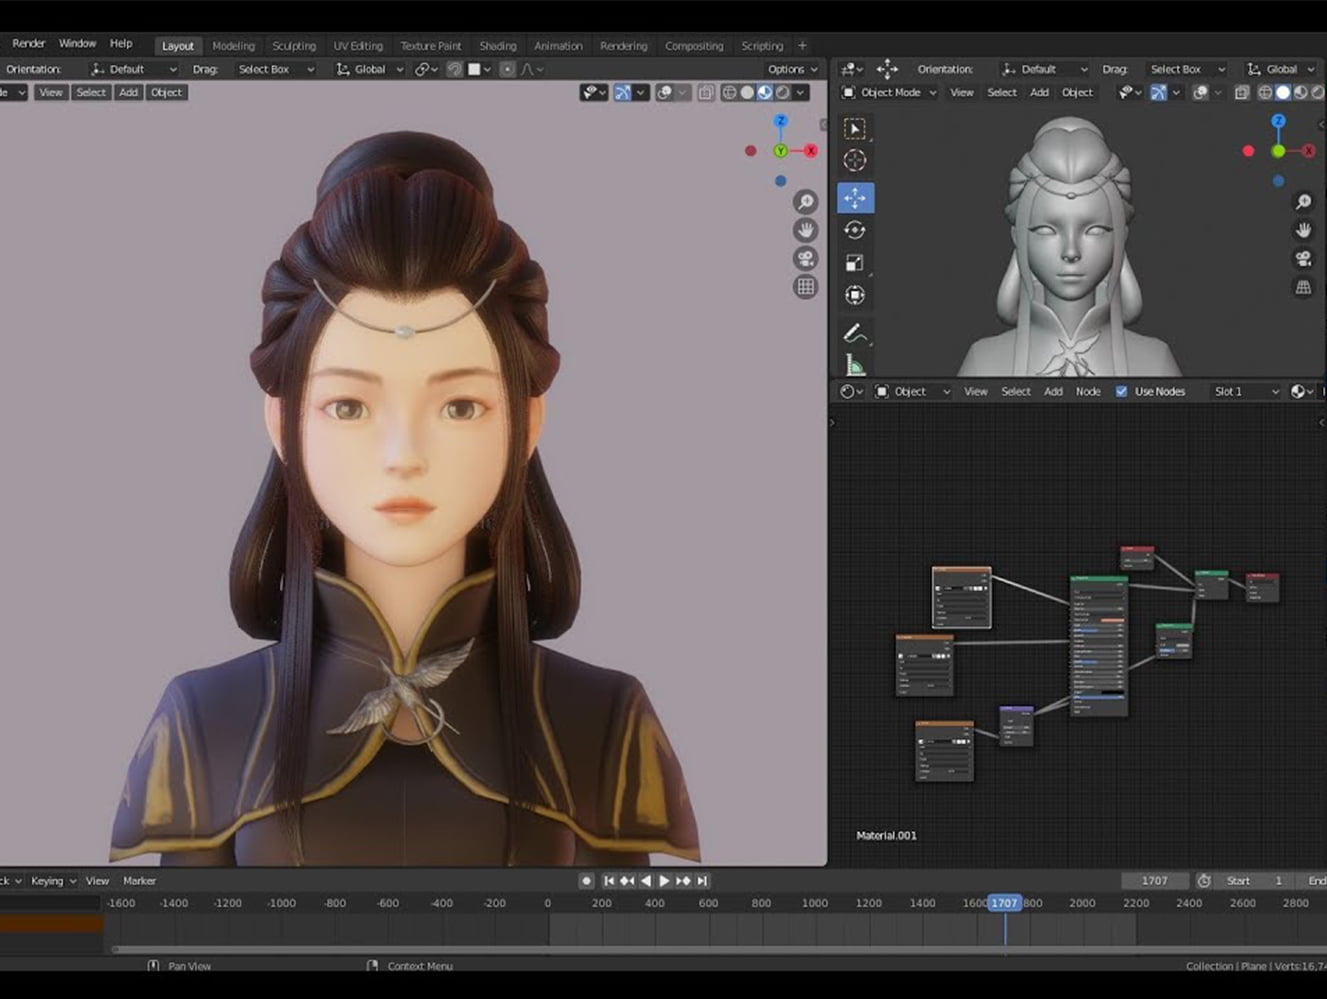 Render Window Help Layout Modeling Sculpting UV Editing Texture Paint Shading Animation Rendering Compositing Scripting +
Orientation: Default Drag: Select Box Global Options
View Select Add Object
Z
Y X
Orientation: Default Drag: Select Box Global
Object Mode View Select Add Object
Z
X
Object View Select Add Node Use Nodes Slot 1
Material.001
Keying View Marker 1707 Start 1 End
-1600 -1400 -1200 -1000 -800 -600 -400 -200 0 200 400 600 800 1000 1200 1400 1600 1707 800 2000 2200 2400 2600 2800
Pan View Context Menu Collection | Plane | Verts:16,7